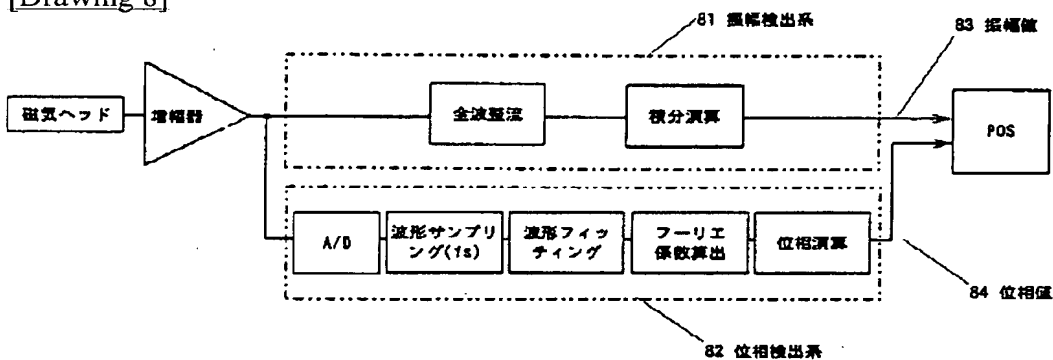 [Drawing 8]
81 振幅検出系
83 振幅値
磁気ヘッド
増幅器
全波整流
積分演算
POS
A/D
波形サンプリ
ング(fs)
波形フィッ
ティング
フーリエ
係数算出
位相演算
84 位相値
82 位相検出系